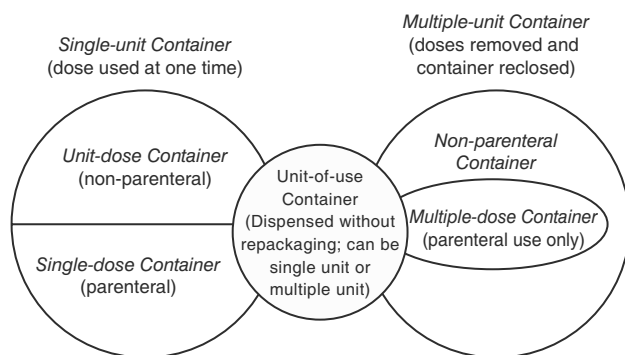 Single-unit Container
(dose used at one time)
Multiple-unit Container
(doses removed and
container reclosed)
Unit-dose Container
(non-parenteral)
Single-dose Container
(parenteral)
Unit-of-use
Container
(Dispensed without
repackaging; can be
single unit or
multiple unit)
Non-parenteral
Container
Multiple-dose Container
(parenteral use only)